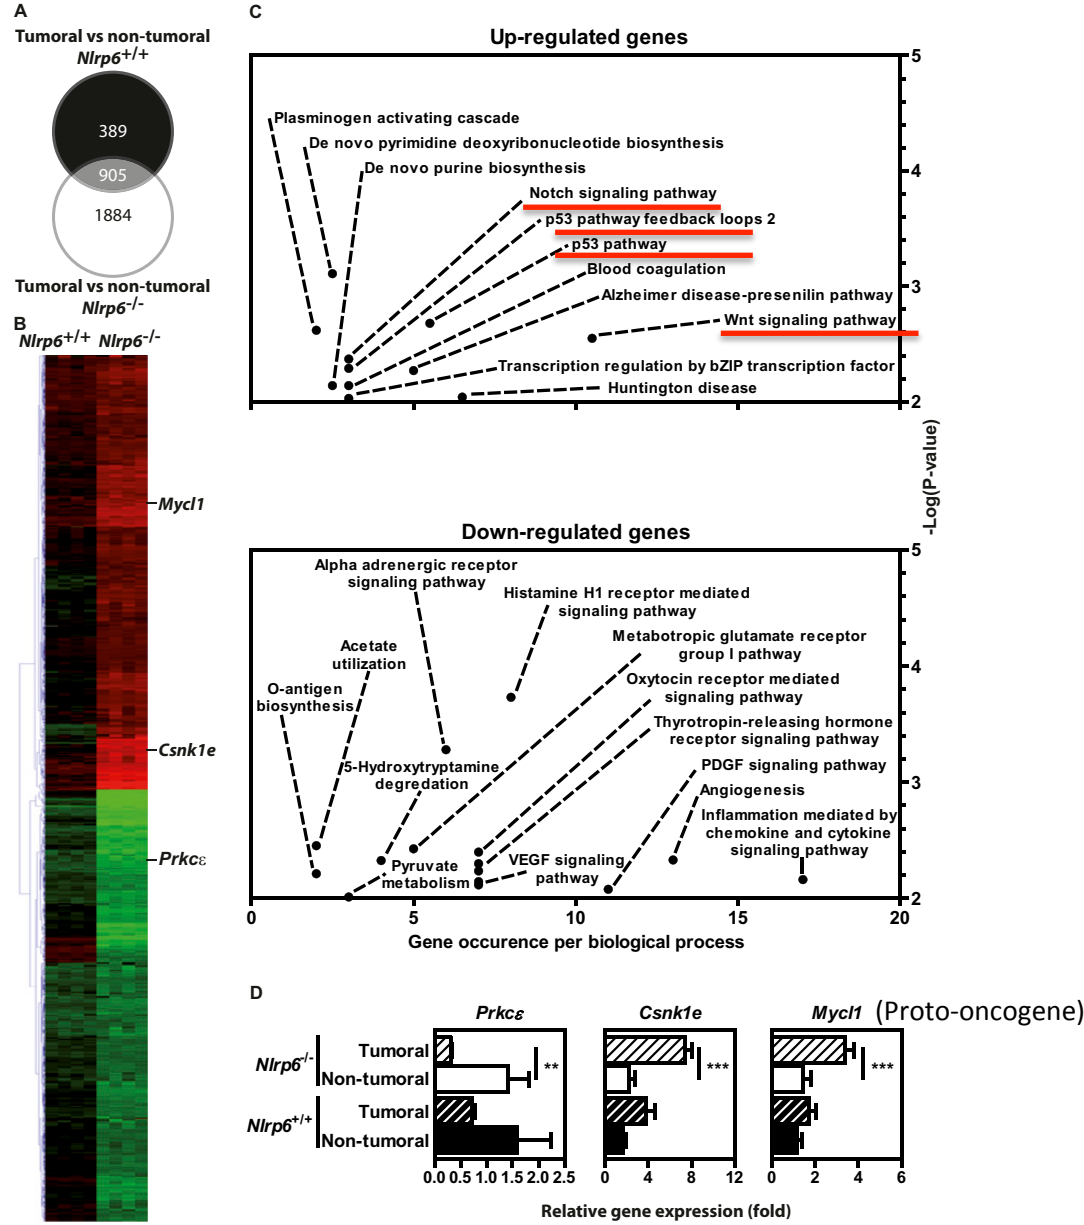 A
Tumoral vs non-tumoral
Nlrp6+/+
389
905
1884
Tumoral vs non-tumoral
Nlrp6-/-
B
Nlrp6+/+ Nlrp6-/-
Mycl1
Csnk1e
Prkcε
C
Up-regulated genes
Plasminogen activating cascade
De novo pyrimidine deoxyribonucleotide biosynthesis
De novo purine biosynthesis
Notch signaling pathway
p53 pathway feedback loops 2
p53 pathway
Blood coagulation
Alzheimer disease-presenilin pathway
Wnt signaling pathway
Transcription regulation by bZIP transcription factor
Huntington disease
5
4
3
2
-Log(P-value)
Down-regulated genes
Alpha adrenergic receptor
signaling pathway
Histamine H1 receptor mediated
signaling pathway
Metabotropic glutamate receptor
group I pathway
Acetate
utilization
Oxytocin receptor mediated
signaling pathway
O-antigen
biosynthesis
Thyrotropin-releasing hormone
receptor signaling pathway
5-Hydroxytryptamine
degredation
PDGF signaling pathway
Angiogenesis
Inflammation mediated by
chemokine and cytokine
signaling pathway
Pyruvate
metabolism
VEGF signaling
pathway
5
4
3
2
0 5 10 15 20
Gene occurence per biological process
D
Prkcε Csnk1e Mycl1 (Proto-oncogene)
Nlrp6-/-
Tumoral
Non-tumoral
Nlrp6+/+
Tumoral
Non-tumoral
** *** ***
0.0 0.5 1.0 1.5 2.0 2.5
0 4 8 12
0 2 4 6
Relative gene expression (fold)